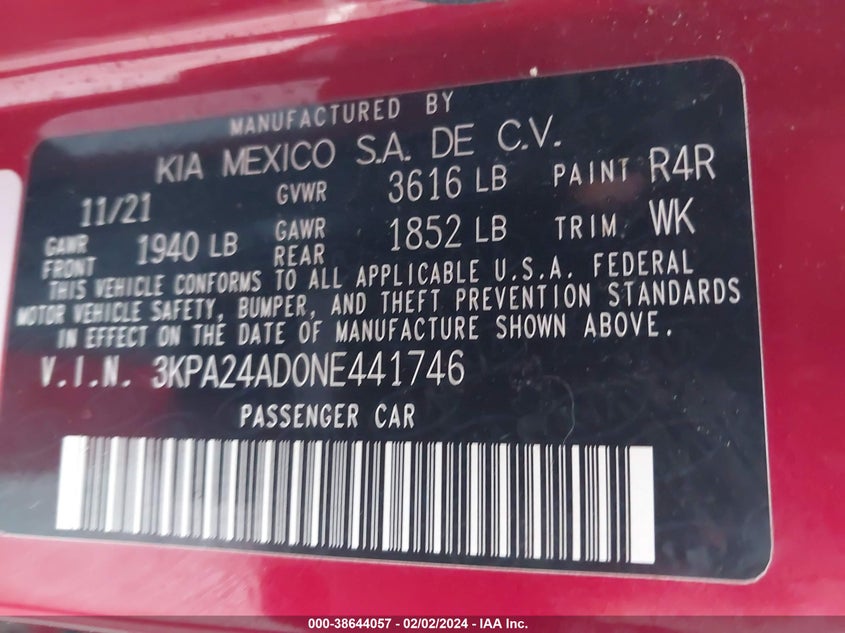 MANUFACTURED BY
KIA MEXICO S.A. DE C.V.
11/21 GVWR 3616 LB PAINT R4R
GAWR FRONT 1940 LB GAWR REAR 1852 LB TRIM WK
THIS VEHICLE CONFORMS TO ALL APPLICABLE U.S.A. FEDERAL
MOTOR VEHICLE SAFETY, BUMPER, AND THEFT PREVENTION STANDARDS
IN EFFECT ON THE DATE OF MANUFACTURE SHOWN ABOVE.
V.I.N. 3KPA24AD0NE441746
PASSENGER CAR
000-38644057 - 02/02/2024 - IAA Inc.